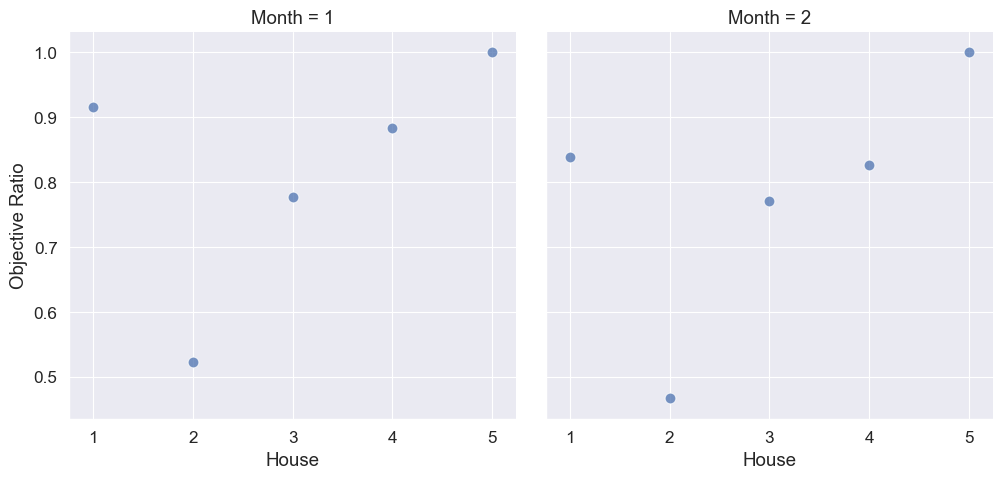 Month = 1
Month = 2
Objective Ratio
1.0
0.9
0.8
0.7
0.6
0.5
1 2 3 4 5
1 2 3 4 5
House
House